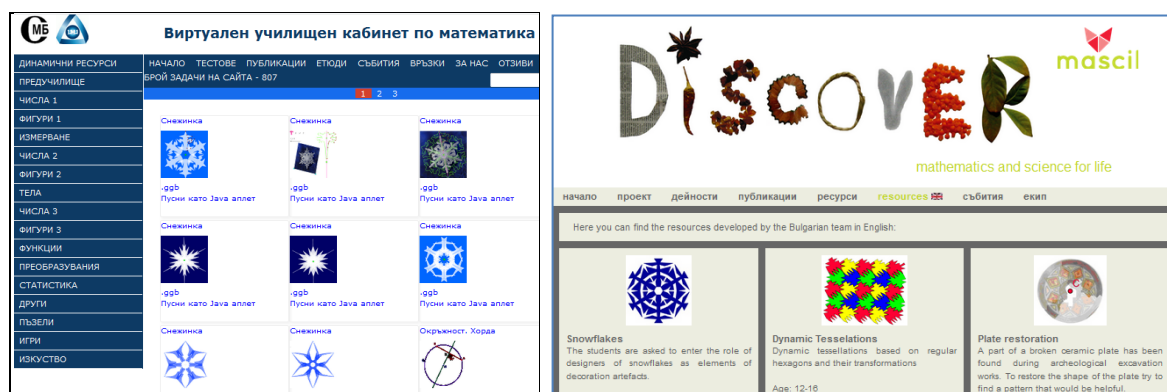 СМБ
Виртуален училищен кабинет по математика
ДИНАМИЧНИ РЕСУРСИ
ПРЕДУЧИЛИЩЕ
ЧИСЛА 1
ФИГУРИ 1
ИЗМЕРВАНЕ
ЧИСЛА 2
ФИГУРИ 2
ТЕЛА
ЧИСЛА 3
ФИГУРИ 3
ФУНКЦИИ
ПРЕОБРАЗУВАНИЯ
СТАТИСТИКА
ДРУГИ
ПЪЗЕЛИ
ИГРИ
ИЗКУСТВО
НАЧАЛО ТЕСТОВЕ ПУБЛИКАЦИИ ЕТЮДИ СЪБИТИЯ ВРЪЗКИ ЗА НАС ОТЗИВИ
БРОЙ ЗАДАЧИ НА САЙТА - 807
1 2 3
Снежинка Снежинка Снежинка
.ggb .ggb .ggb
Пусни като Java аплет Пусни като Java аплет Пусни като Java аплет
Снежинка Снежинка Снежинка
.ggb .ggb .ggb
Пусни като Java аплет Пусни като Java аплет Пусни като Java аплет
Снежинка Снежинка Окръжност. Хорда
DiSCOVER
mascil
mathematics and science for life
начало проект дейности публикации ресурси resources събития екип
Here you can find the resources developed by the Bulgarian team in English:
Snowflakes
The students are asked to enter the role of
designers of snowflakes as elements of
decoration artefacts.
Dynamic Tesselations
Dynamic tessellations based on regular
hexagons and their transformations
Age: 12-16
Plate restoration
A part of a broken ceramic plate has been
found during archeological excavation
works. To restore the shape of the plate try to
find a pattern that would be helpful.